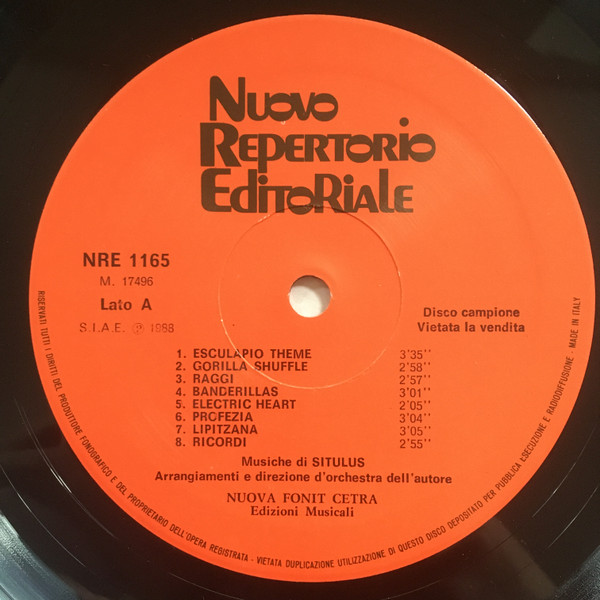 Nuovo
Repertorio
Editoriale
NRE 1165
M. 17496
Lato A
S.I.A.E. Ⓟ 1988
Disco campione
Vietata la vendita
1. ESCULAPIO THEME 3'35''
2. GORILLA SHUFFLE 2'58''
3. RAGGI 2'57''
4. BANDERILLAS 3'01''
5. ELECTRIC HEART 2'05''
6. PROFEZIA 3'04''
7. LIPITZANA 3'05''
8. RICORDI 2'55''
Musiche di SITULUS
Arrangiamenti e direzione d'orchestra dell'autore
NUOVA FONIT CETRA
Edizioni Musicali
RISERVATI TUTTI I DIRITTI DEL PRODUTTORE FONOGRAFICO E DEL PROPRIETARIO DELL'OPERA REGISTRATA - VIETATA DUPLICAZIONE UTILIZZAZIONE DI QUESTO DISCO DEPOSITATO PER PUBBLICA ESECUZIONE E RADIODIFFUSIONE - MADE IN ITALY